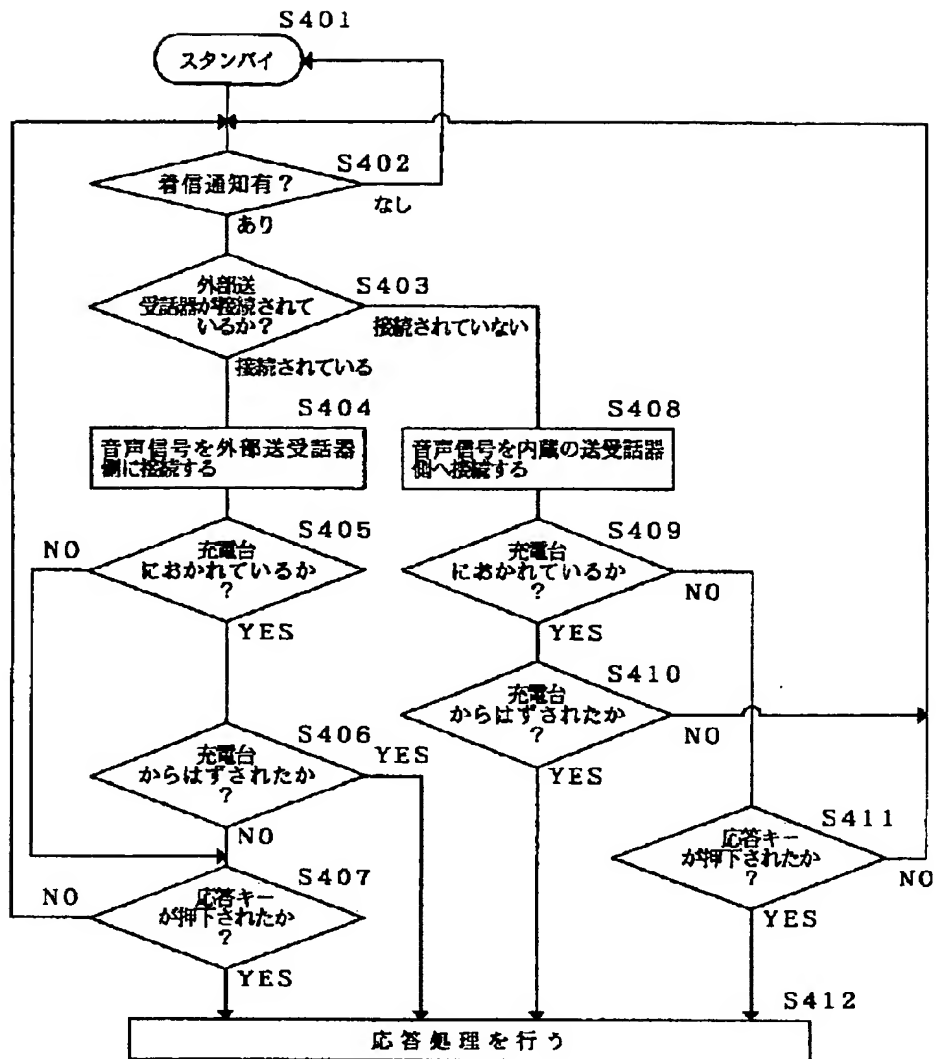 S401
スタンバイ
S402
着信通知有？
なし
あり
外部送
受話器が接続されて
いるか？
S403
接続されていない
接続されている
S404
音声信号を外部送受話器
側に接続する
S408
音声信号を内蔵の送受話器
側へ接続する
S405
NO
充電台
におかれているか
？
YES
S409
充電台
におかれているか
？
NO
YES
S410
充電台
からはずされたか
？
NO
YES
S406
充電台
からはずされたか
？
YES
NO
S411
応答キー
が押下されたか
？
NO
YES
S407
NO
応答キー
が押下されたか
？
YES
S412
応答処理を行う